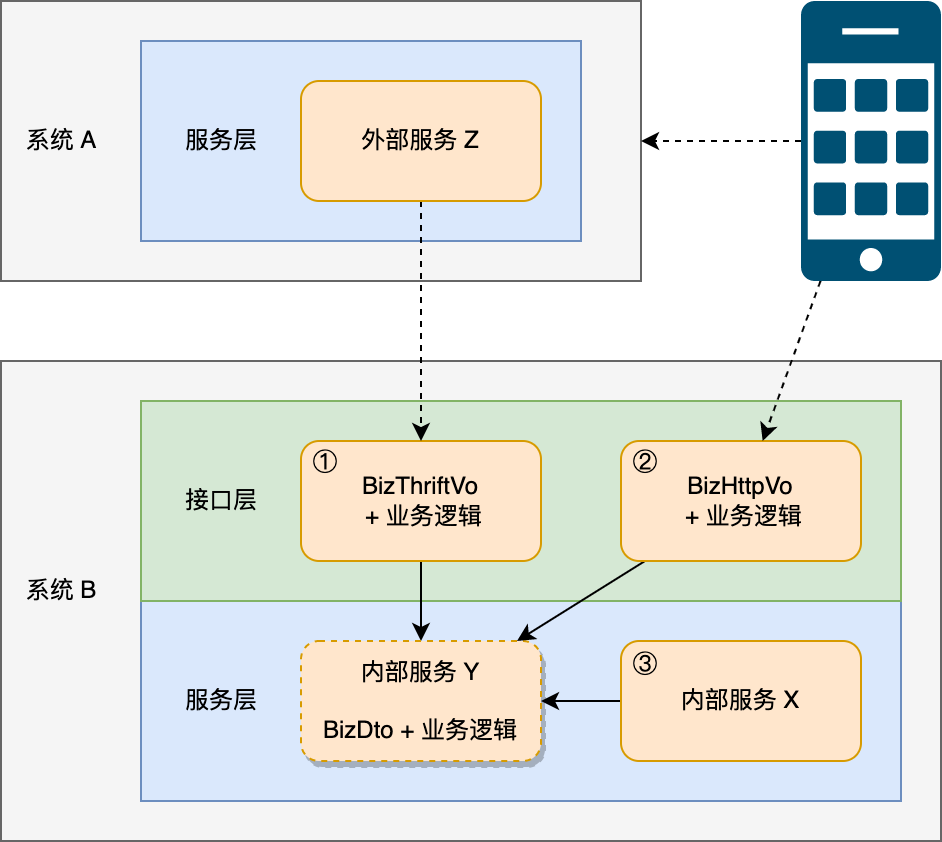 系统 A
服务层
外部服务 Z
系统 B
接口层
①
BizThriftVo
+ 业务逻辑
②
BizHttpVo
+ 业务逻辑
服务层
内部服务 Y
BizDto + 业务逻辑
③
内部服务 X